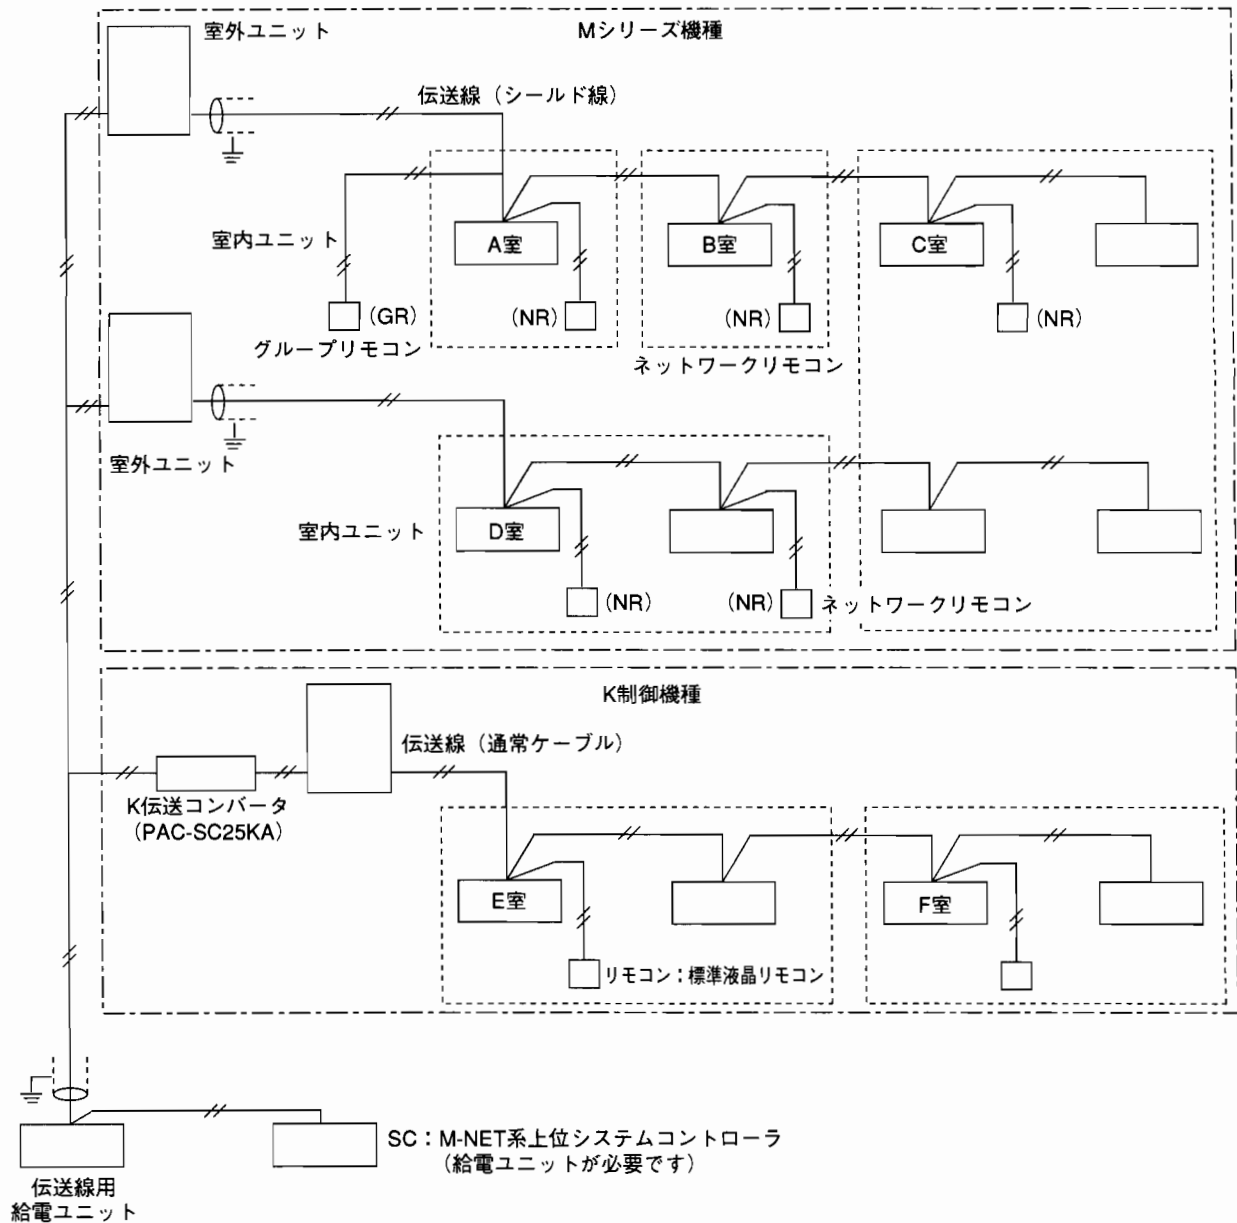 室外ユニット
Mシリーズ機種
伝送線（シールド線）
室内ユニット
A室
B室
C室
(GR)
(NR)
(NR)
(NR)
グループリモコン
ネットワークリモコン
室外ユニット
室内ユニット
D室
(NR)
(NR)
ネットワークリモコン
K制御機種
伝送線（通常ケーブル）
K伝送コンバータ
（PAC-SC25KA）
E室
F室
リモコン：標準液晶リモコン
SC：M-NET系上位システムコントローラ
（給電ユニットが必要です）
伝送線用
給電ユニット